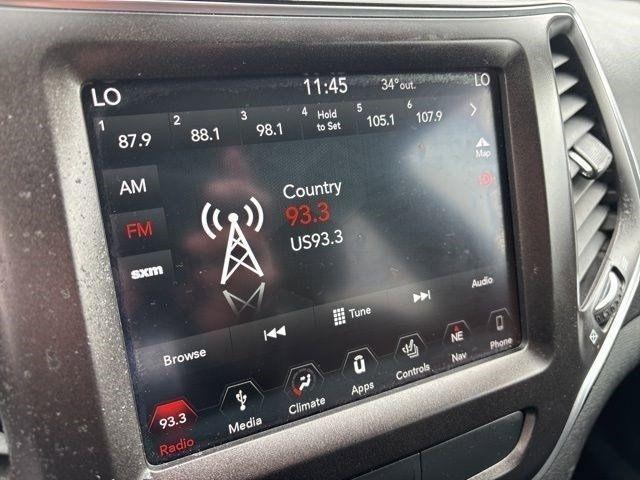 LO 11:45 34° out. LO
1 87.9 2 88.1 3 98.1 4 Hold to Set 5 105.1 6 107.9
Map
AM
FM
sxm
Country
93.3
US93.3
Browse Tune Audio
93.3
Radio Media Climate Apps Controls NE Nav Phone